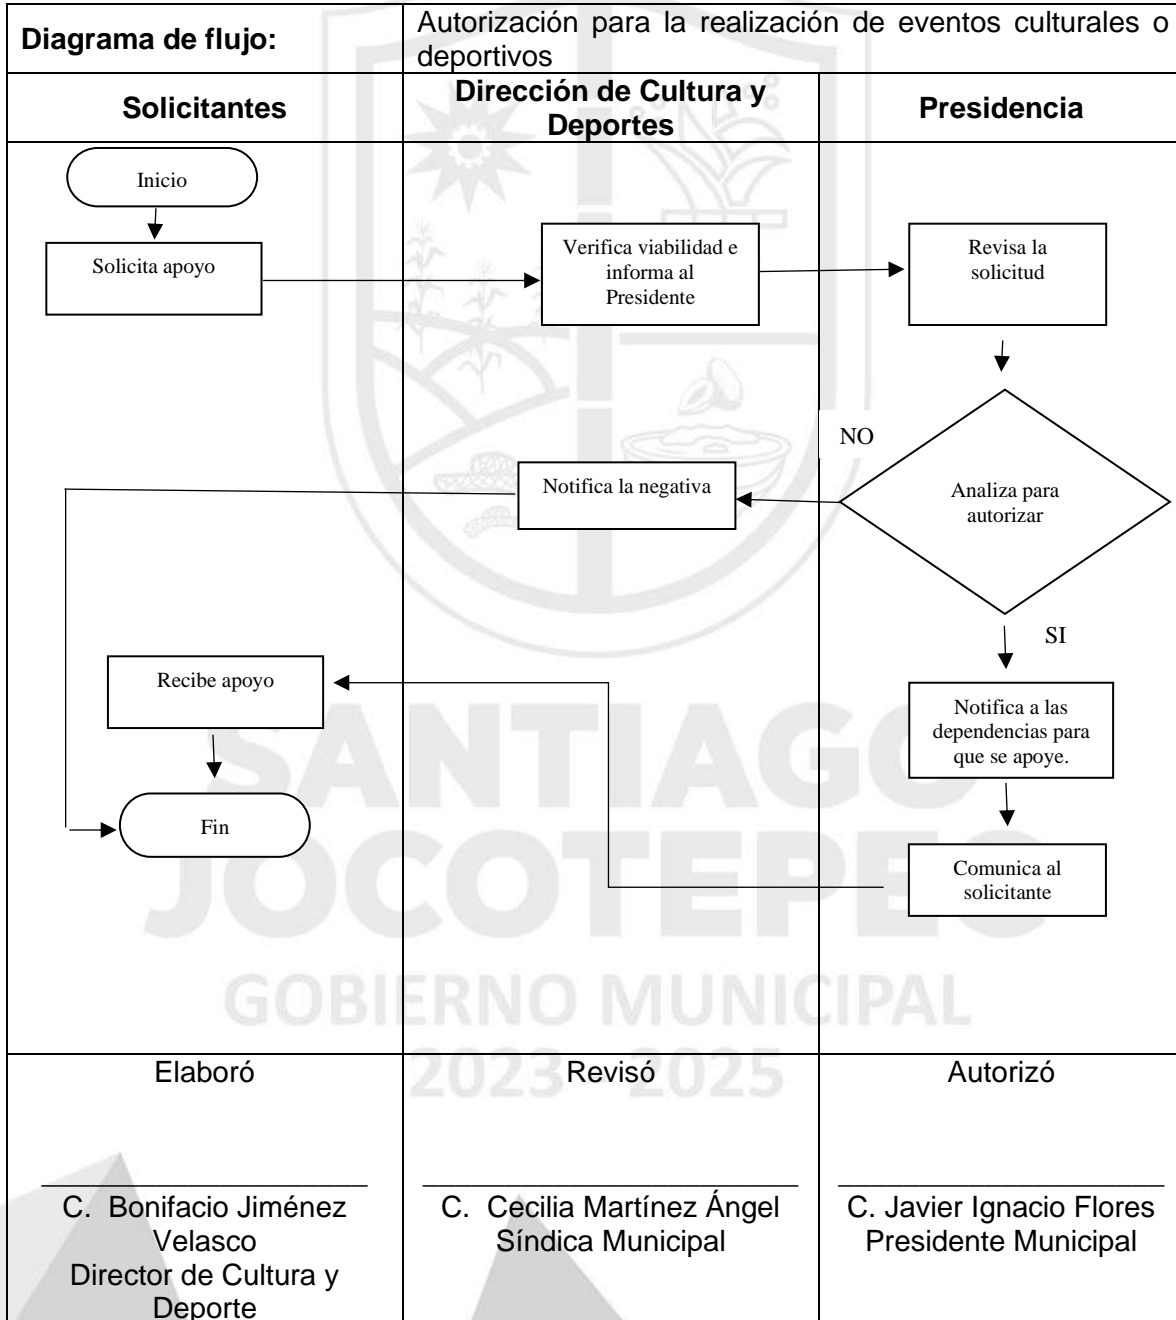 Diagrama de flujo:
Autorización para la realización de eventos culturales o
deportivos
Solicitantes
Dirección de Cultura y
Deportes
Presidencia
Inicio
Solicita apoyo
Verifica viabilidad e
informa al
Presidente
Revisa la
solicitud
NO
Analiza para
autorizar
Notifica la negativa
SI
Recibe apoyo
Notifica a las
dependencias para
que se apoye.
Fin
Comunica al
solicitante
SANTIAGO
JOCOTEPEC
GOBIERNO MUNICIPAL
2023 2025
Elaboró
Revisó
Autorizó
C. Bonifacio Jiménez
Velasco
Director de Cultura y
Deporte
C. Cecilia Martínez Ángel
Síndica Municipal
C. Javier Ignacio Flores
Presidente Municipal